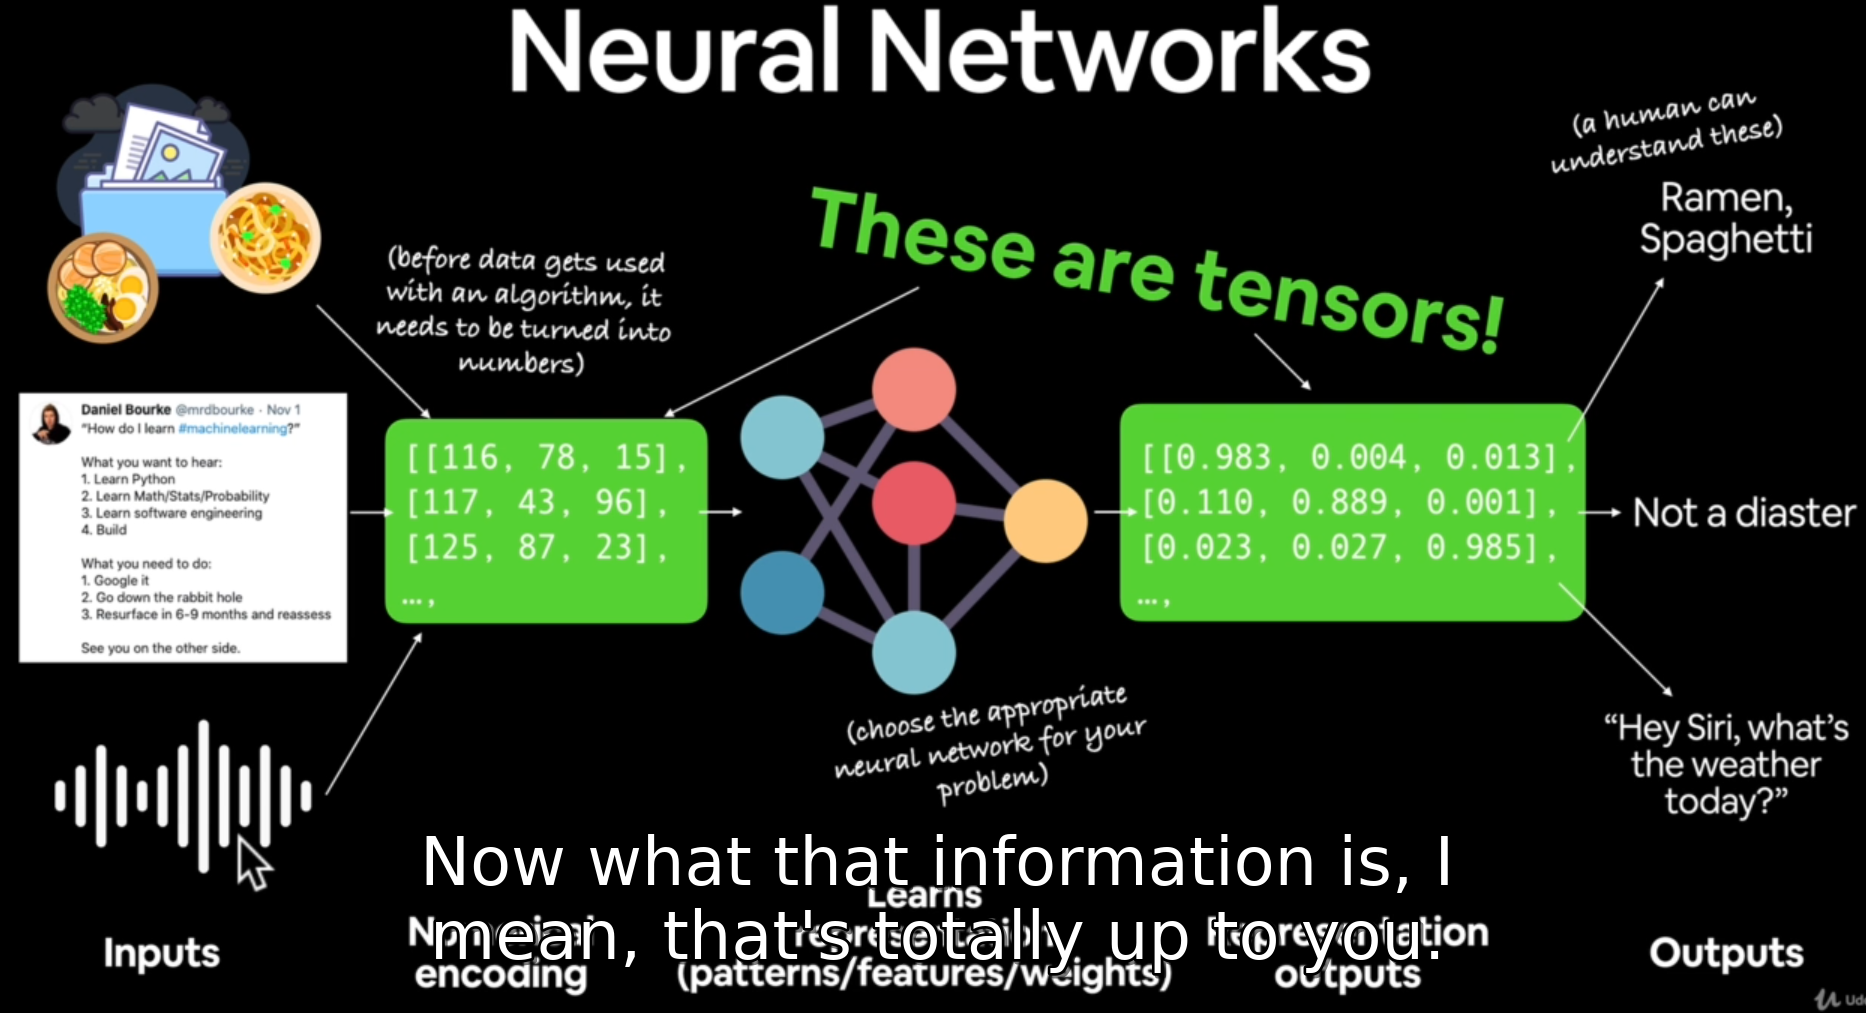 Neural Networks
(a human can
understand these)
Ramen,
Spaghetti
These are tensors!
(before data gets used
with an algorithm, it
needs to be turned into
numbers)
Daniel Bourke @mrdbourke · Nov 1
“How do I learn #machinelearning?”
What you want to hear:
1. Learn Python
2. Learn Math/Stats/Probability
3. Learn software engineering
4. Build
What you need to do:
1. Google it
2. Go down the rabbit hole
3. Resurface in 6-9 months and reassess
See you on the other side.
[[116, 78, 15],
[117, 43, 96],
[125, 87, 23],
...,
[[0.983, 0.004, 0.013],
[0.110, 0.889, 0.001],
[0.023, 0.027, 0.985],
...,
Not a diaster
(choose the appropriate
neural network for your
problem)
“Hey Siri, what’s
the weather
today?”
Now what that information is, I
mean, that's totally up to you.
Inputs
encoding
Learns
(patterns/features/weights)
Representation
outputs
Outputs